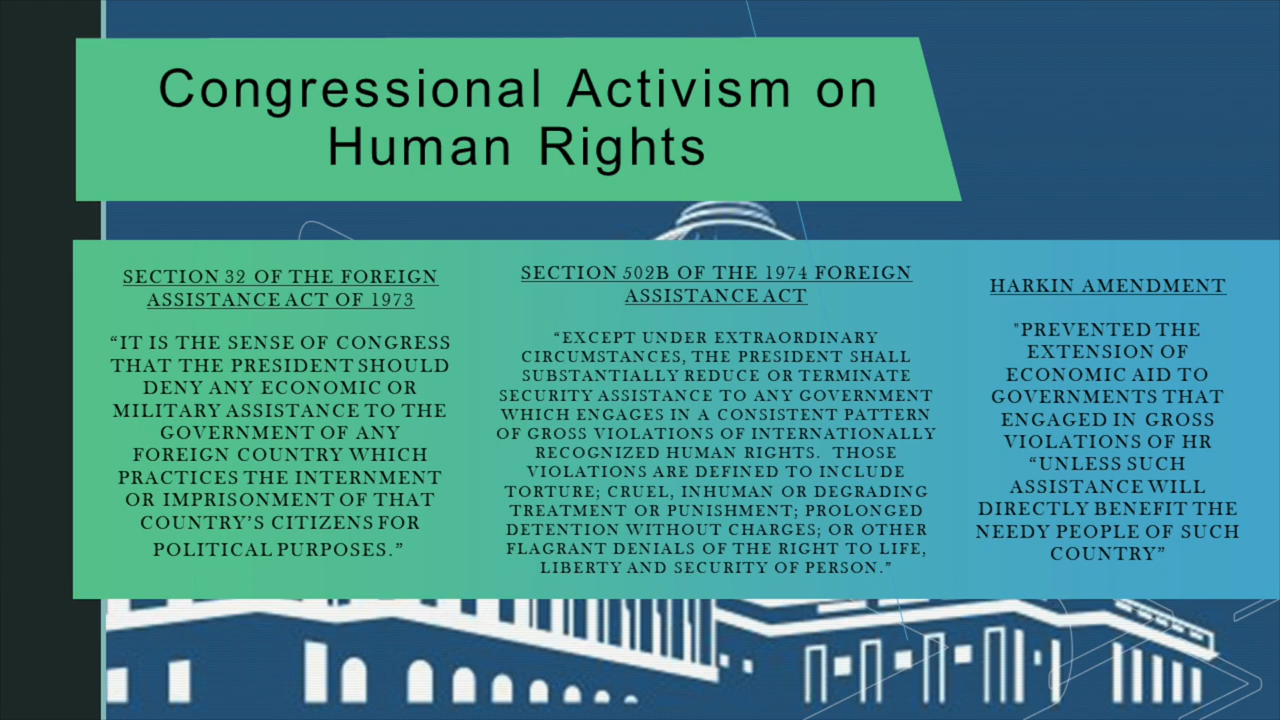 Congressional Activism on
Human Rights
SECTION 32 OF THE FOREIGN
ASSISTANCE ACT OF 1973
“IT IS THE SENSE OF CONGRESS
THAT THE PRESIDENT SHOULD
DENY ANY ECONOMIC OR
MILITARY ASSISTANCE TO THE
GOVERNMENT OF ANY
FOREIGN COUNTRY WHICH
PRACTICES THE INTERNMENT
OR IMPRISONMENT OF THAT
COUNTRY’S CITIZENS FOR
POLITICAL PURPOSES.”
SECTION 502B OF THE 1974 FOREIGN
ASSISTANCE ACT
“EXCEPT UNDER EXTRAORDINARY
CIRCUMSTANCES, THE PRESIDENT SHALL
SUBSTANTIALLY REDUCE OR TERMINATE
SECURITY ASSISTANCE TO ANY GOVERNMENT
WHICH ENGAGES IN A CONSISTENT PATTERN
OF GROSS VIOLATIONS OF INTERNATIONALLY
RECOGNIZED HUMAN RIGHTS. THOSE
VIOLATIONS ARE DEFINED TO INCLUDE
TORTURE; CRUEL, INHUMAN OR DEGRADING
TREATMENT OR PUNISHMENT; PROLONGED
DETENTION WITHOUT CHARGES; OR OTHER
FLAGRANT DENIALS OF THE RIGHT TO LIFE,
LIBERTY AND SECURITY OF PERSON.”
HARKIN AMENDMENT
"PREVENTED THE
EXTENSION OF
ECONOMIC AID TO
GOVERNMENTS THAT
ENGAGED IN GROSS
VIOLATIONS OF HR
“UNLESS SUCH
ASSISTANCE WILL
DIRECTLY BENEFIT THE
NEEDY PEOPLE OF SUCH
COUNTRY”